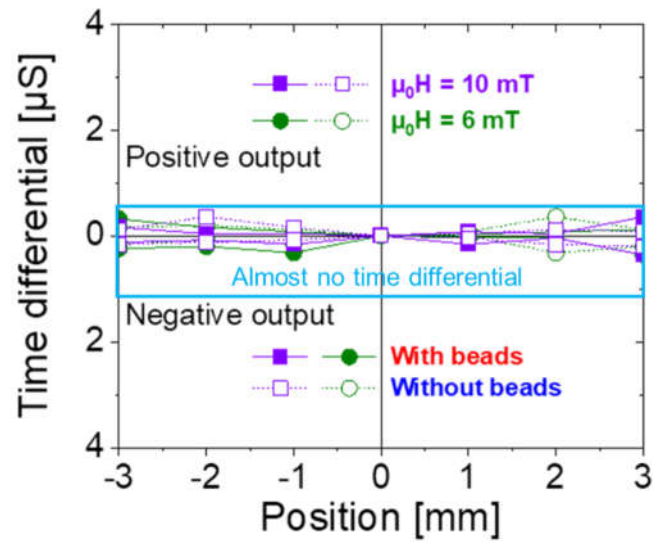 4
μ₀H = 10 mT
2
μ₀H = 6 mT
Positive output
0
Almost no time differential
Negative output
2
With beads
Without beads
4
-3 -2 -1 0 1 2 3
Position [mm]
Time differential [μS]